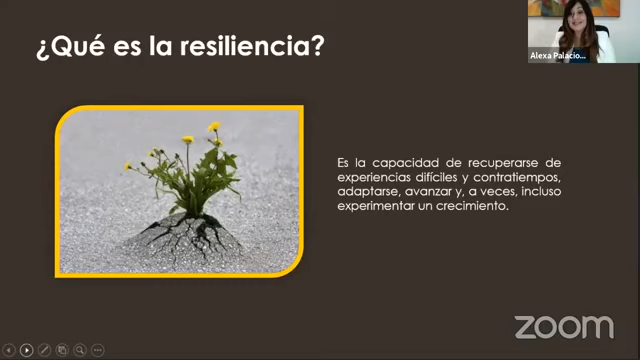 ¿Qué es la resiliencia?
Alexa Palacio...
Es la capacidad de recuperarse de
experiencias difíciles y contratiempos,
adaptarse, avanzar y, a veces, incluso
experimentar un crecimiento.
zoom